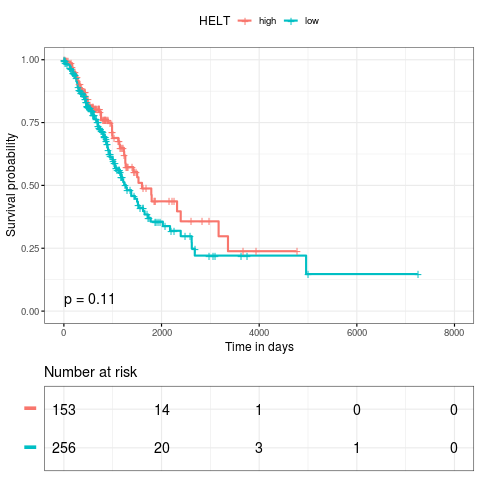 HELT high low
1.00
0.75
0.50
0.25
0.00
Survival probability
p = 0.11
0 2000 4000 6000 8000
Time in days
Number at risk
153 14 1 0 0
256 20 3 1 0